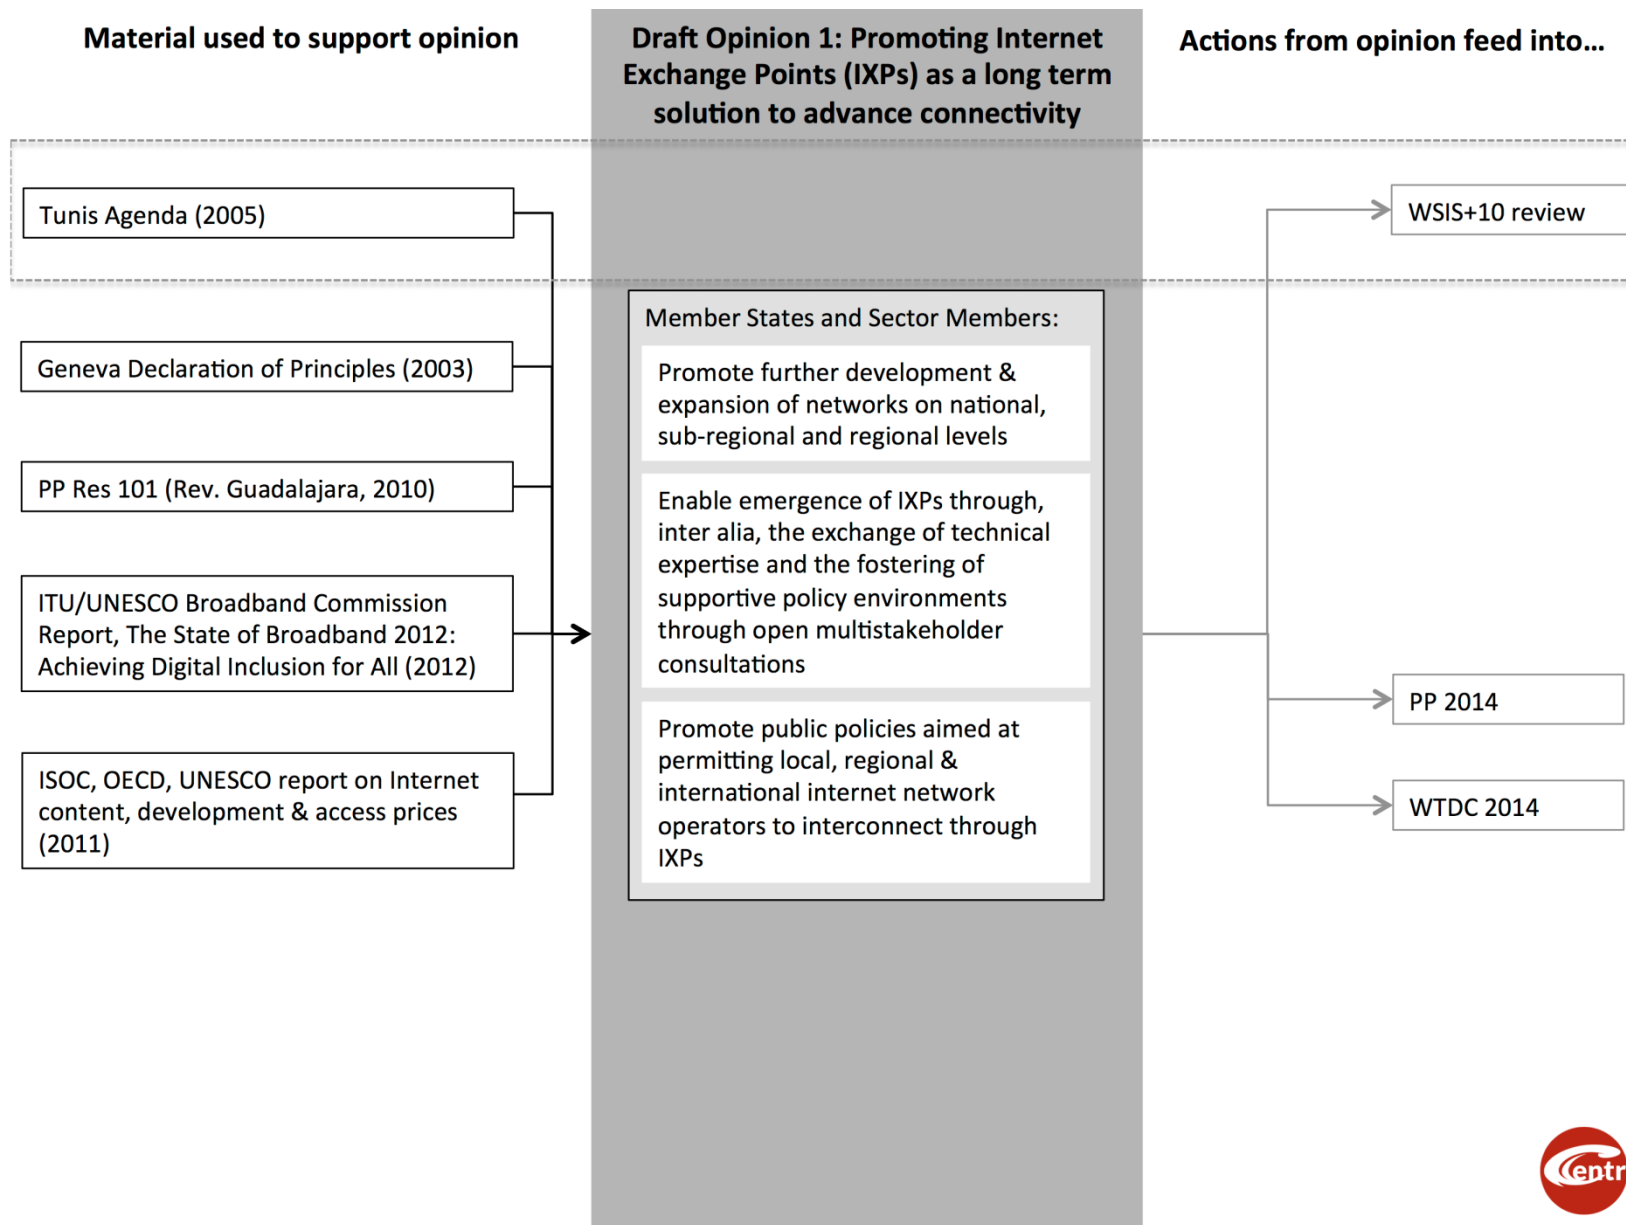 Material used to support opinion
Draft Opinion 1: Promoting Internet
Exchange Points (IXPs) as a long term
solution to advance connectivity
Actions from opinion feed into…
Tunis Agenda (2005)
Geneva Declaration of Principles (2003)
PP Res 101 (Rev. Guadalajara, 2010)
ITU/UNESCO Broadband Commission
Report, The State of Broadband 2012:
Achieving Digital Inclusion for All (2012)
ISOC, OECD, UNESCO report on Internet
content, development & access prices
(2011)
Member States and Sector Members:
Promote further development &
expansion of networks on national,
sub-regional and regional levels
Enable emergence of IXPs through,
inter alia, the exchange of technical
expertise and the fostering of
supportive policy environments
through open multistakeholder
consultations
Promote public policies aimed at
permitting local, regional &
international internet network
operators to interconnect through
IXPs
WSIS+10 review
PP 2014
WTDC 2014
Centr